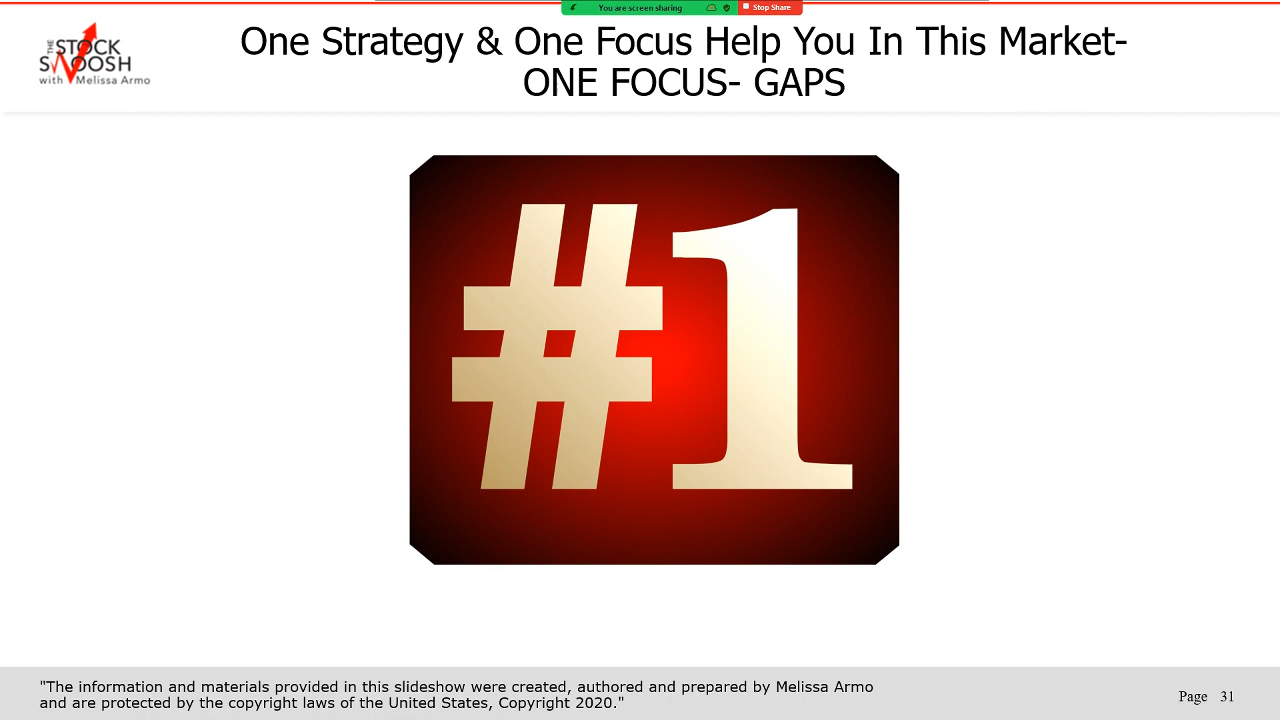 You are screen sharing
Stop Share
THE
STOCK
SWOOSH
with Melissa Armo
One Strategy & One Focus Help You In This Market-
ONE FOCUS- GAPS
#1
"The information and materials provided in this slideshow were created, authored and prepared by Melissa Armo
and are protected by the copyright laws of the United States, Copyright 2020."
Page 31